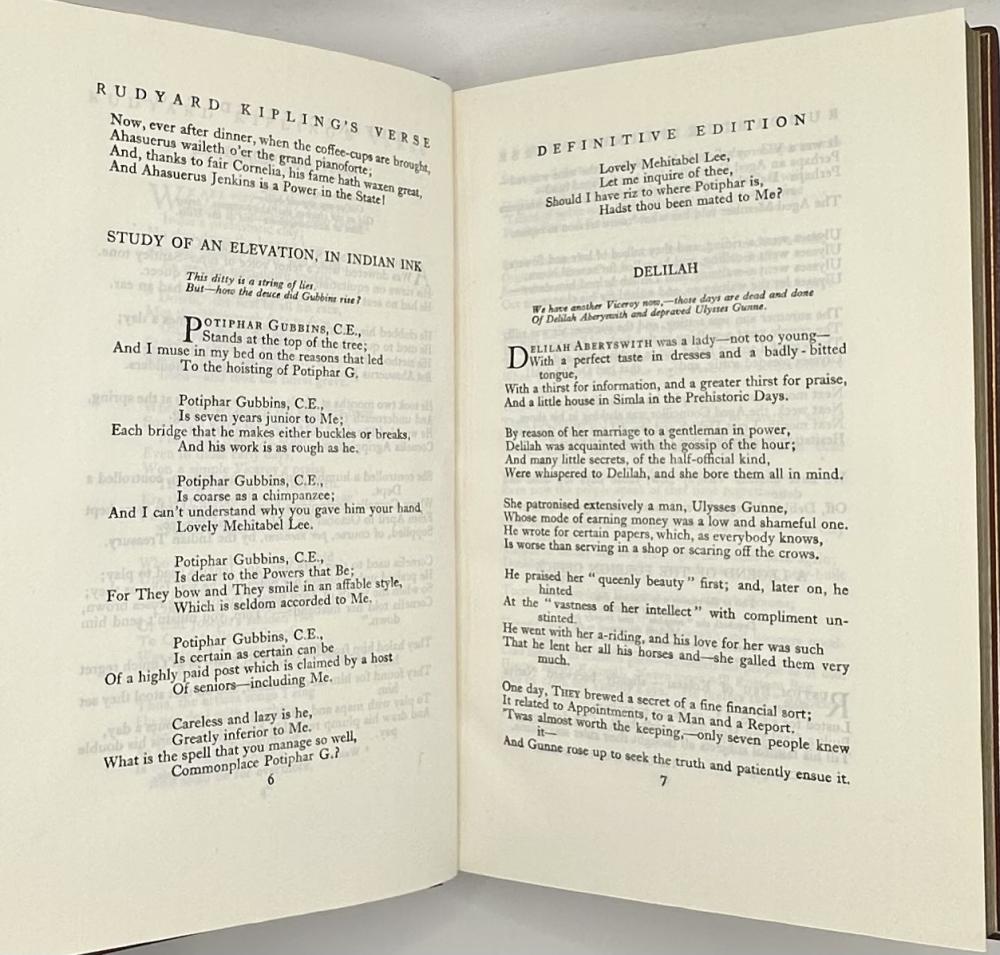 RUDYARD KIPLING'S VERSE
Now, ever after dinner, when the coffee-cups are brought,
Ahasuerus waileth o'er the grand pianoforte;
And, thanks to fair Cornelia, his fame hath waxen great,
And Ahasuerus Jenkins is a Power in the State!
STUDY OF AN ELEVATION, IN INDIAN INK
This ditty is a string of lies.
But—how the deuce did Gubbins rise?
POTIPHAR GUBBINS, C.E.,
Stands at the top of the tree;
And I muse in my bed on the reasons that led
To the hoisting of Potiphar G.
Potiphar Gubbins, C.E.,
Is seven years junior to Me;
Each bridge that he makes either buckles or breaks,
And his work is as rough as he.
Potiphar Gubbins, C.E.,
Is coarse as a chimpanzee;
And I can't understand why you gave him your hand,
Lovely Mehitabel Lee.
Potiphar Gubbins, C.E.,
Is dear to the Powers that Be;
For They bow and They smile in an affable style,
Which is seldom accorded to Me.
Potiphar Gubbins, C.E.,
Is certain as certain can be
Of a highly paid post which is claimed by a host
Of seniors—including Me.
Careless and lazy is he,
Greatly inferior to Me.
What is the spell that you manage so well,
Commonplace Potiphar G.?
6
DEFINITIVE EDITION
Lovely Mehitabel Lee,
Let me inquire of thee,
Should I have riz to where Potiphar is,
Hadst thou been mated to Me?
DELILAH
We have another Viceroy now,—those days are dead and done
Of Delilah Aberyswith and depraved Ulysses Gunne.
DELILAH ABERYSWITH was a lady—not too young—
With a perfect taste in dresses and a badly-bitted
tongue,
With a thirst for information, and a greater thirst for praise,
And a little house in Simla in the Prehistoric Days.
By reason of her marriage to a gentleman in power,
Delilah was acquainted with the gossip of the hour;
And many little secrets, of the half-official kind,
Were whispered to Delilah, and she bore them all in mind.
She patronised extensively a man, Ulysses Gunne,
Whose mode of earning money was a low and shameful one.
He wrote for certain papers, which, as everybody knows,
Is worse than serving in a shop or scaring off the crows.
He praised her "queenly beauty" first; and, later on, he
hinted
At the "vastness of her intellect" with compliment un-
stinted.
He went with her a-riding, and his love for her was such
That he lent her all his horses and—she galled them very
much.
One day, THEY brewed a secret of a fine financial sort;
It related to Appointments, to a Man and a Report.
'Twas almost worth the keeping,—only seven people knew
it—
And Gunne rose up to seek the truth and patiently ensue it.
7